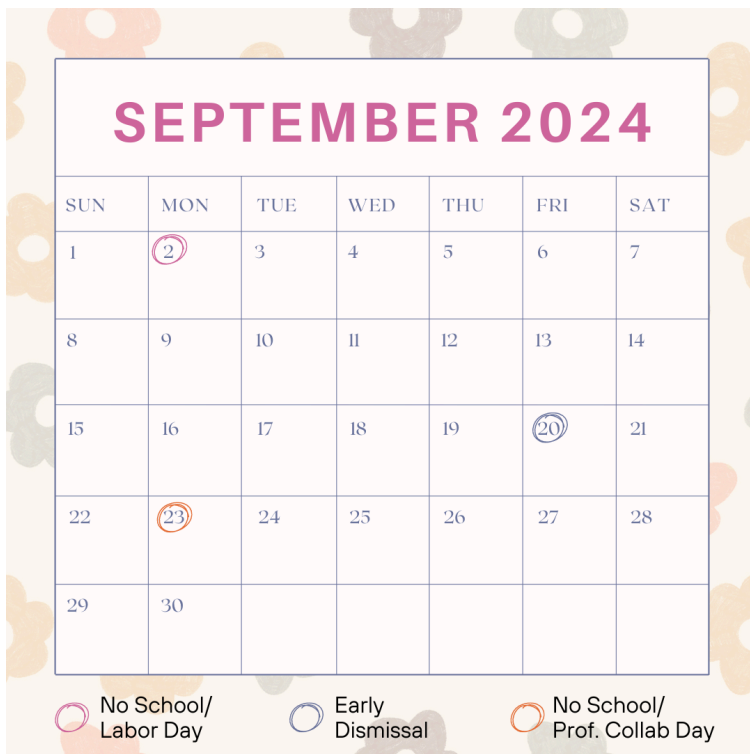 SEPTEMBER 2024
SUN MON TUE WED THU FRI SAT
1 2 3 4 5 6 7
8 9 10 11 12 13 14
15 16 17 18 19 20 21
22 23 24 25 26 27 28
29 30
No School/
Labor Day
Early
Dismissal
No School/
Prof. Collab Day